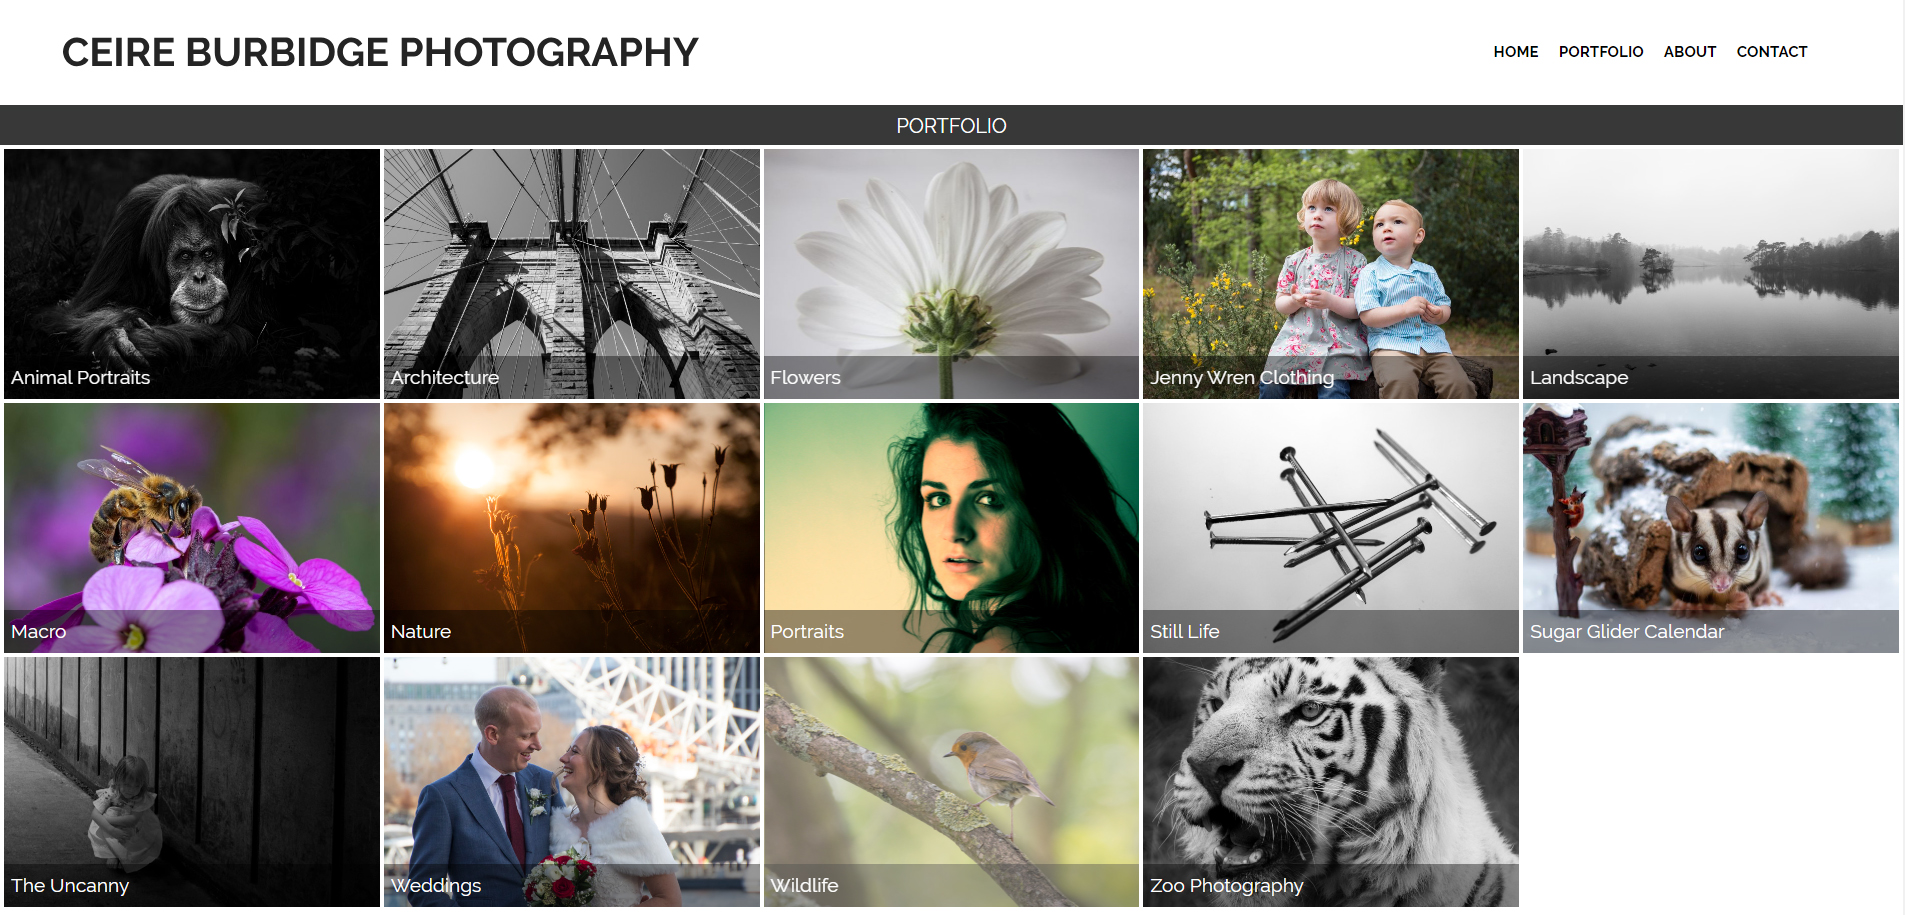 CEIRE BURBIDGE PHOTOGRAPHY
HOME PORTFOLIO ABOUT CONTACT
PORTFOLIO
Animal Portraits
Architecture
Flowers
Jenny Wren Clothing
Landscape
Macro
Nature
Portraits
Still Life
Sugar Glider Calendar
The Uncanny
Weddings
Wildlife
Zoo Photography